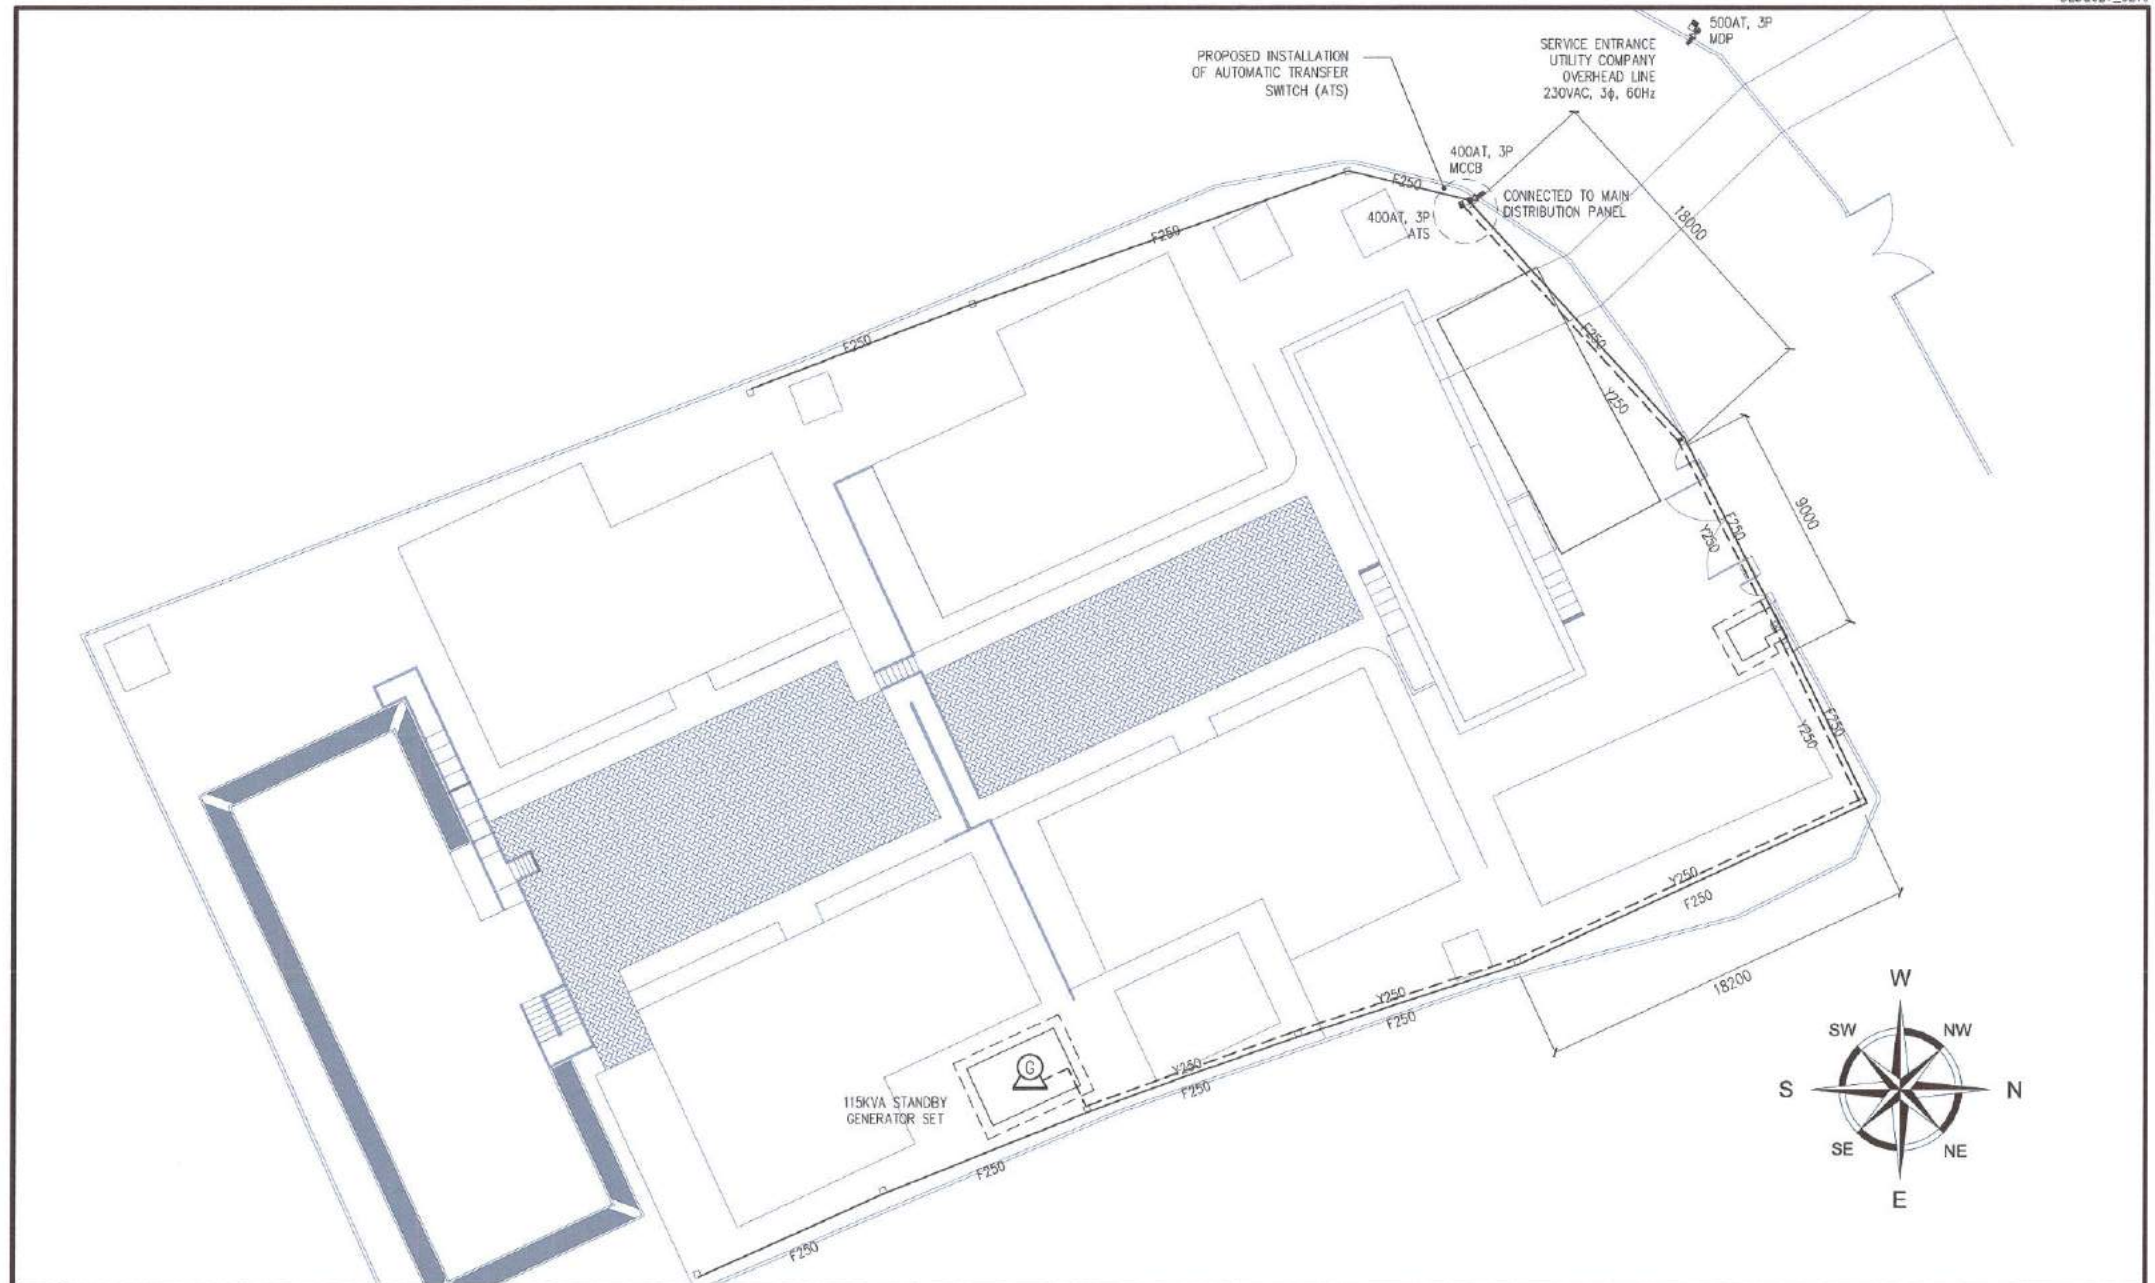 500AT, 3P
MDP
PROPOSED INSTALLATION
OF AUTOMATIC TRANSFER
SWITCH (ATS)
SERVICE ENTRANCE
UTILITY COMPANY
OVERHEAD LINE
230VAC, 3ϕ, 60Hz
400AT, 3P
MCCB
F250
CONNECTED TO MAIN
DISTRIBUTION PANEL
400AT, 3P
ATS
18000
F250
F250
F250
Y250
9000
F250
Y250
F250
Y250
Y250
F250
18200
Y250
F250
Y250
F250
115KVA STANDBY
GENERATOR SET
G
F250
F250
W
SW
NW
S
N
SE
NE
E